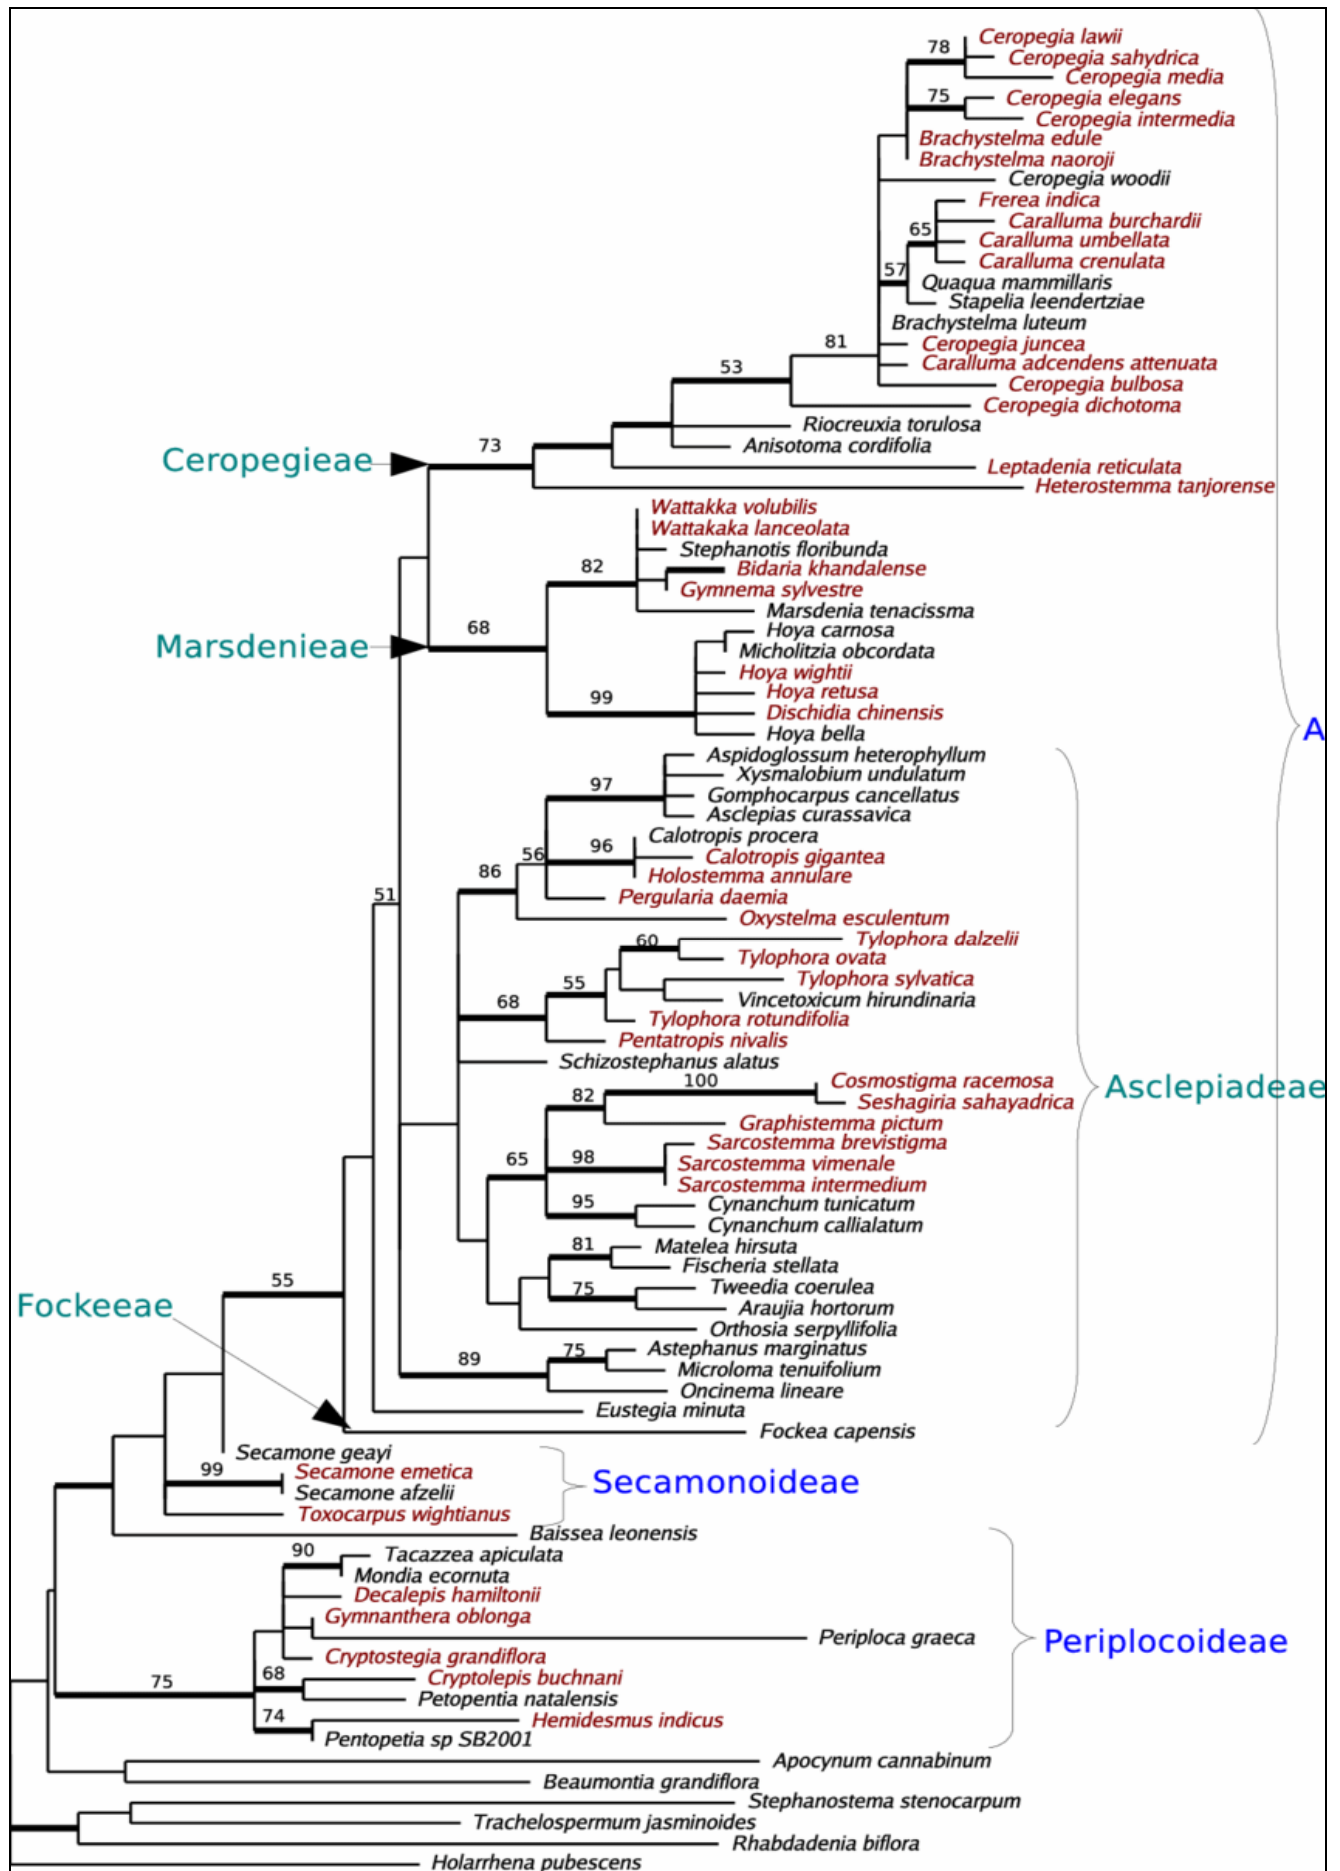 Ceropegia lawii
78
Ceropegia sahydrica
Ceropegia media
75
Ceropegia elegans
Ceropegia intermedia
Brachystelma edule
Brachystelma naoroji
Ceropegia woodii
Frerea indica
Caralluma burchardii
65
Caralluma umbellata
Caralluma crenulata
57
Quaqua mammillaris
Stapelia leendertziae
Brachystelma luteum
81
Ceropegia juncea
Caralluma adcendens attenuata
53
Ceropegia bulbosa
Ceropegia dichotoma
Riocreuxia torulosa
73
Anisotoma cordifolia
Ceropegieae
Leptadenia reticulata
Heterostemma tanjorense
Wattakka volubilis
Wattakaka lanceolata
Stephanotis floribunda
82
Bidaria khandalense
Gymnema sylvestre
Marsdenia tenacissma
68
Hoya carnosa
Marsdenieae
Micholitzia obcordata
Hoya wightii
99
Hoya retusa
Dischidia chinensis
A
Hoya bella
Aspidoglossum heterophyllum
Xysmalobium undulatum
97
Gomphocarpus cancellatus
Asclepias curassavica
Calotropis procera
96
56
Calotropis gigantea
86
Holostemma annulare
51
Pergularia daemia
Oxystelma esculentum
60
Tylophora dalzelii
Tylophora ovata
55
Tylophora sylvatica
68
Vincetoxicum hirundinaria
Tylophora rotundifolia
Pentatropis nivalis
Schizostephanus alatus
100
Cosmostigma racemosa
Asclepiadeae
82
Seshagiria sahayadrica
Graphistemma pictum
Sarcostemma brevistigma
65
98
Sarcostemma vimenale
Sarcostemma intermedium
95
Cynanchum tunicatum
Cynanchum callialatum
81
Matelea hirsuta
Fischeria stellata
55
75
Tweedia coerulea
Fockeeae
Araujia hortorum
Orthosia serpyllifolia
75
Astephanus marginatus
89
Microloma tenuifolium
Oncinema lineare
Eustegia minuta
Fockea capensis
Secamone geayi
99
Secamone emetica
Secamonoideae
Secamone afzelii
Toxocarpus wightianus
Baissea leonensis
90
Tacazzea apiculata
Mondia ecornuta
Decalepis hamiltonii
Gymnanthera oblonga
Periploca graeca
Periplocoideae
Cryptostegia grandiflora
75
68
Cryptolepis buchnani
Petopentia natalensis
74
Hemidesmus indicus
Pentopetia sp SB2001
Apocynum cannabinum
Beaumontia grandiflora
Stephanostema stenocarpum
Trachelospermum jasminoides
Rhabdadenia biflora
Holarrhena pubescens